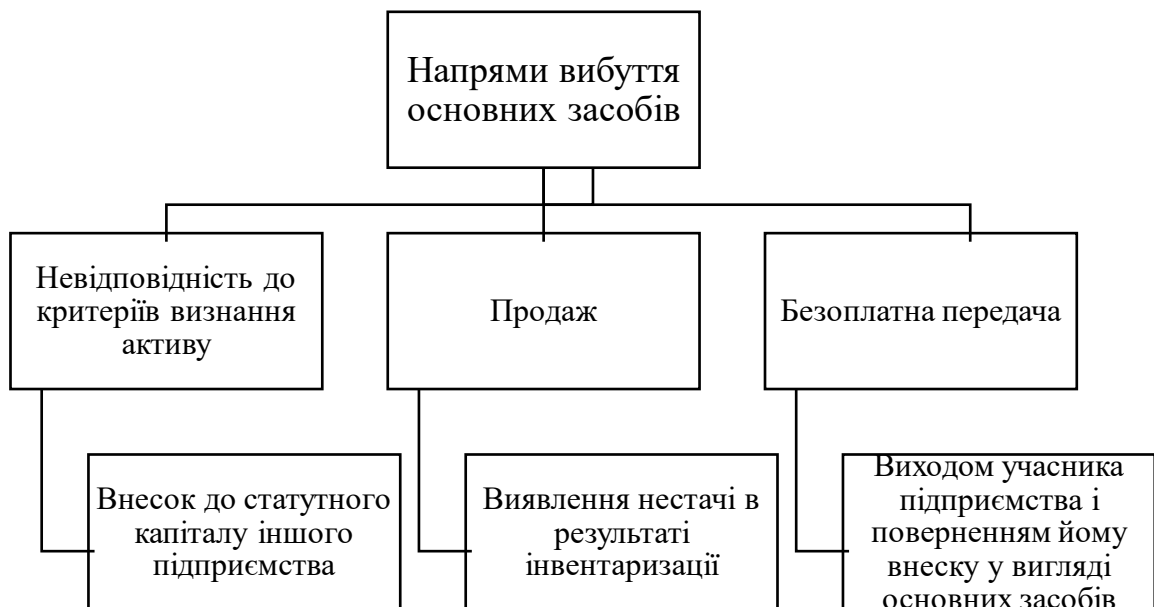 Напрями вибуття
основних засобів
Невідповідність до
критеріїв визнання
активу
Продаж
Безоплатна передача
Внесок до статутного
капіталу іншого
підприємства
Виявлення нестачі в
результаті
інвентаризації
Виходом учасника
підприємства і
поверненням йому
внеску у вигляді
основних засобів